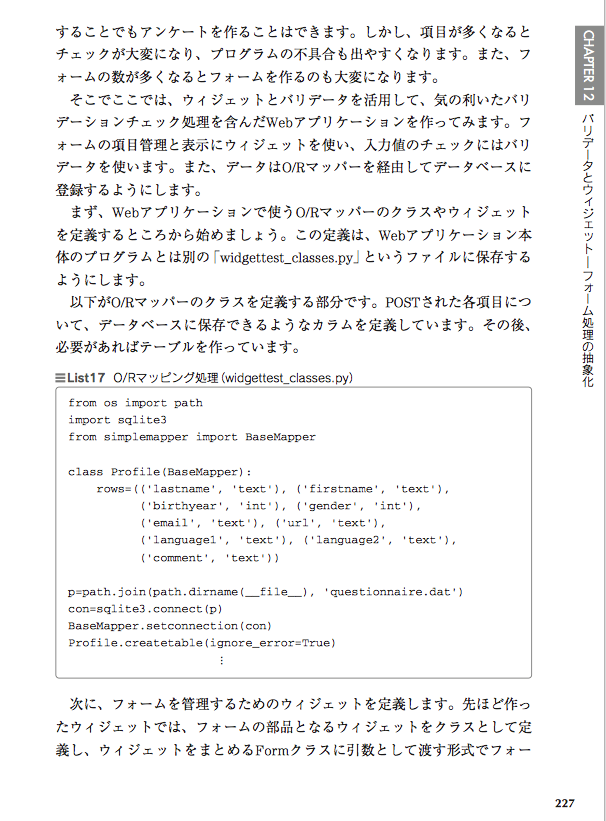 することでもアンケートを作ることはできます。しかし、項目が多くなると
チェックが大変になり、プログラムの不具合も出やすくなります。また、フ
ォームの数が多くなるとフォームを作るのも大変になります。
そこでここでは、ウィジェットとバリデータを活用して、気の利いたバリ
デーションチェック処理を含んだWebアプリケーションを作ってみます。フ
ォームの項目管理と表示にウィジェットを使い、入力値のチェックにはバリ
データを使います。また、データはO/Rマッパーを経由してデータベースに
登録するようにします。
まず、Webアプリケーションで使うO/Rマッパーのクラスやウィジェット
を定義するところから始めましょう。この定義は、Webアプリケーション本
体のプログラムとは別の「widgettest_classes.py」というファイルに保存する
ようにします。
以下がO/Rマッパーのクラスを定義する部分です。POSTされた各項目につ
いて、データベースに保存できるようなカラムを定義しています。その後、
必要があればテーブルを作っています。
List17 O/Rマッピング処理(widgettest_classes.py)
from os import path
import sqlite3
from simplemapper import BaseMapper
class Profile(BaseMapper):
rows=(('lastname', 'text'), ('firstname', 'text'),
('birthyear', 'int'), ('gender', 'int'),
('email', 'text'), ('url', 'text'),
('language1', 'text'), ('language2', 'text'),
('comment', 'text'))
p=path.join(path.dirname(__file__), 'questionnaire.dat')
con=sqlite3.connect(p)
BaseMapper.setconnection(con)
Profile.createtable(ignore_error=True)
⋮
次に、フォームを管理するためのウィジェットを定義します。先ほど作っ
たウィジェットでは、フォームの部品となるウィジェットをクラスとして定
義し、ウィジェットをまとめるFormクラスに引数として渡す形式でフォー
CHAPTER 12
バリデータとウィジェット―フォーム処理の抽象化
227